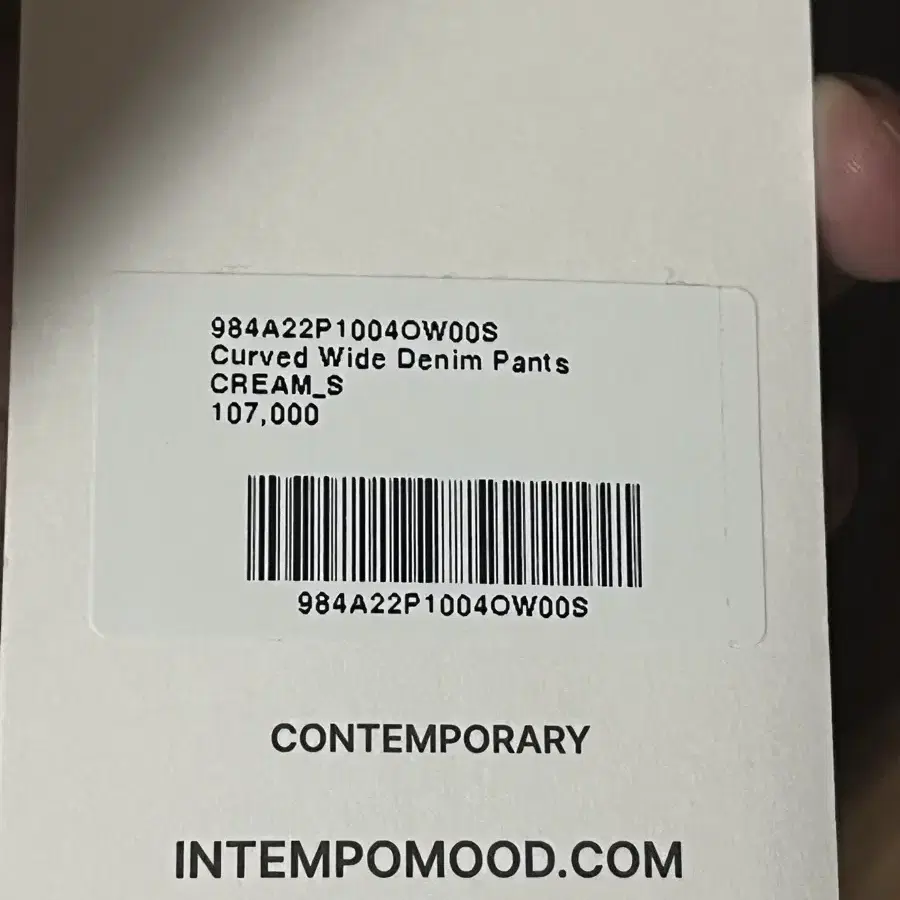 984A22P1004OW00S
Curved Wide Denim Pants
CREAM_S
107,000
984A22P1004OW00S
CONTEMPORARY
INTEMPOMOOD.COM